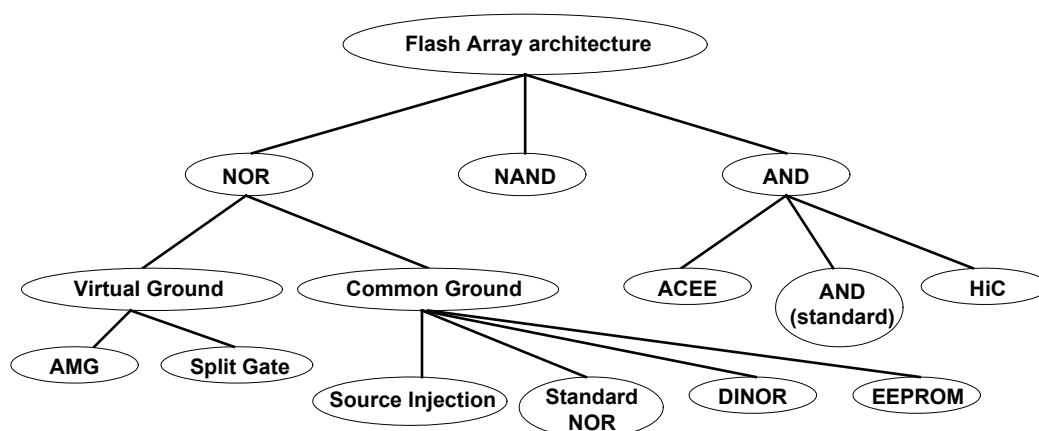 Flash Array architecture
NOR
NAND
AND
Virtual Ground
Common Ground
ACEE
AND
(standard)
HiC
AMG
Split Gate
Source Injection
Standard
NOR
DINOR
EEPROM